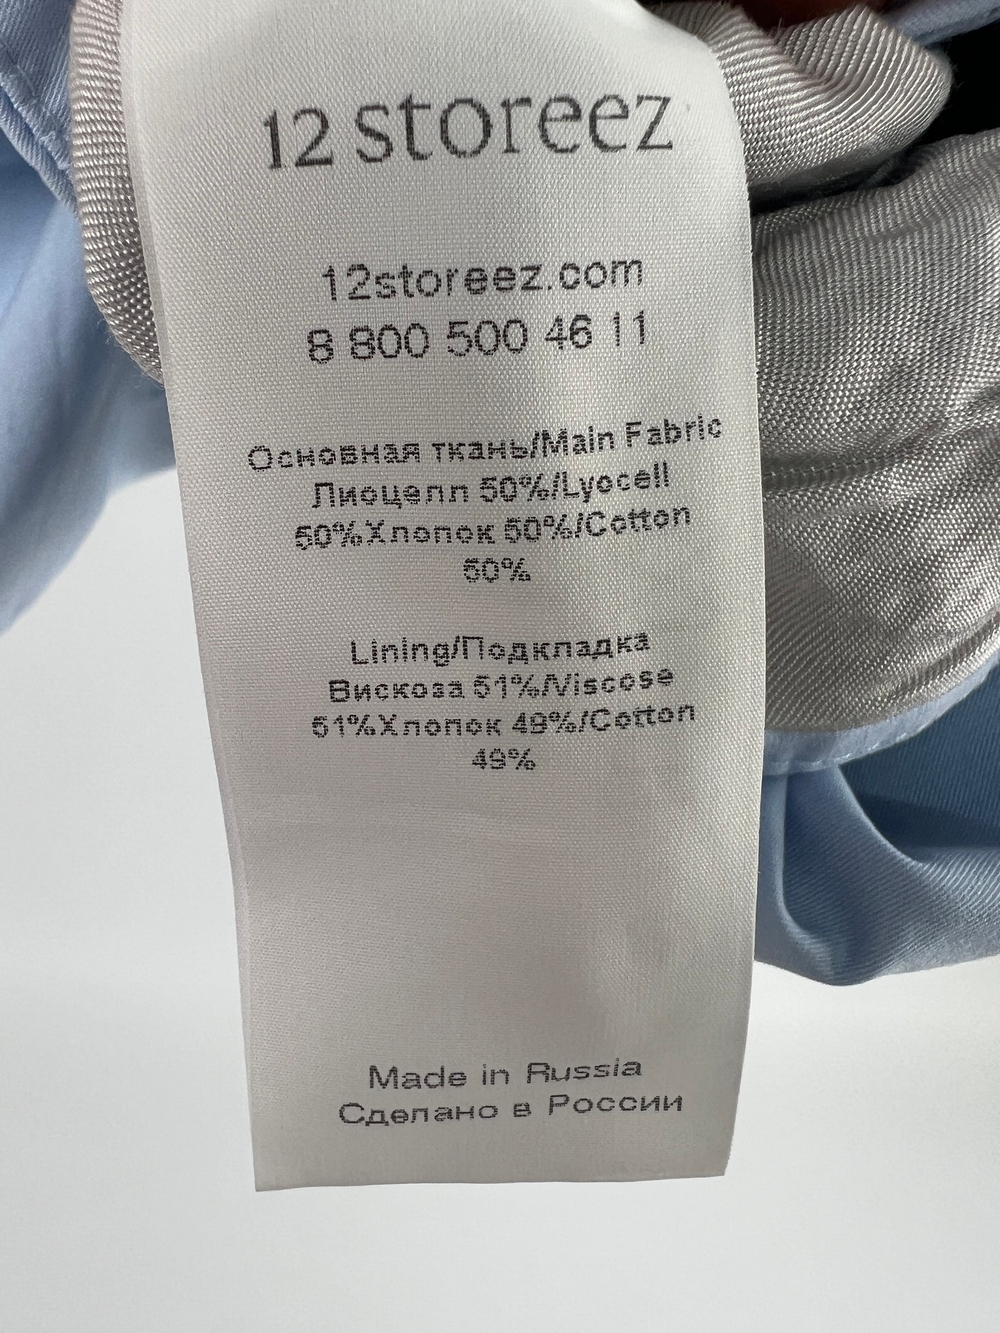 12 storeez
12storeez.com
8 800 500 46 11
Основная ткань/Main Fabric
Лиоцелл 50%/Lyocell
50%Хлопок 50%/Cotton
50%
Lining/Подкладка
Вискоза 51%/Viscose
51%Хлопок 49%/Cotton
49%
Made in Russia
Сделано в России